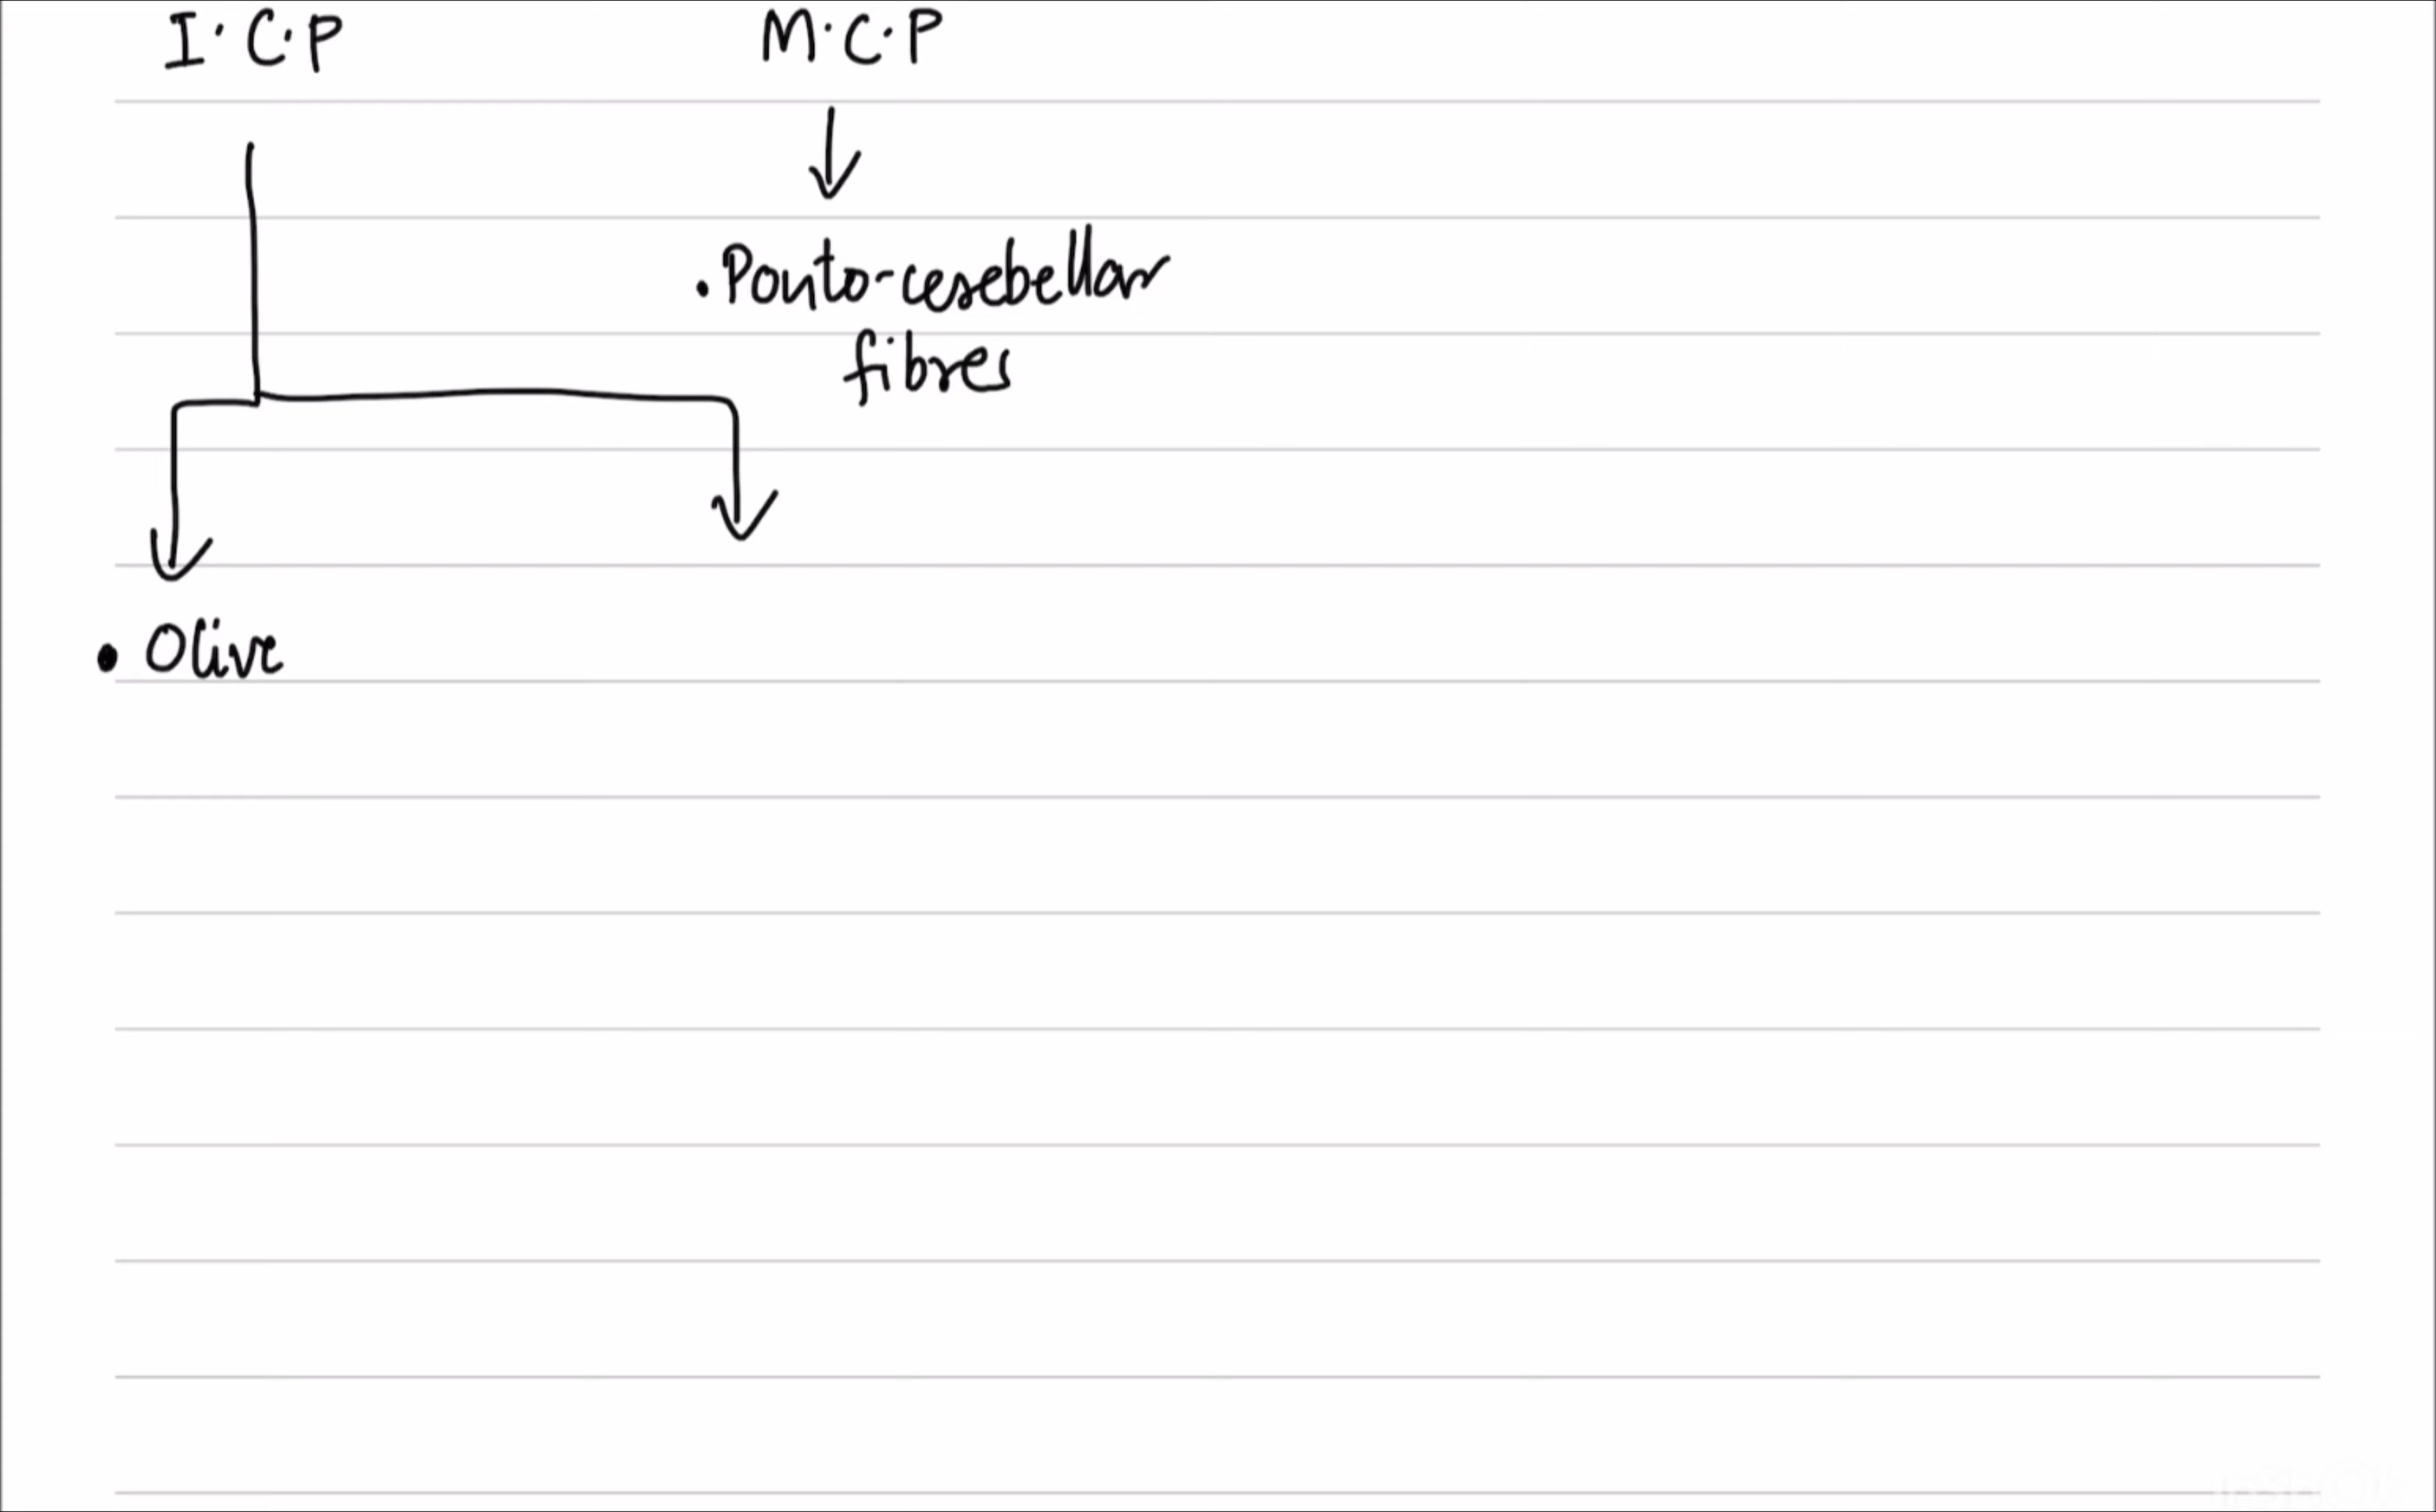 I·C·P
M·C·P
• Ponto-cerebellar
fibres
• Olive